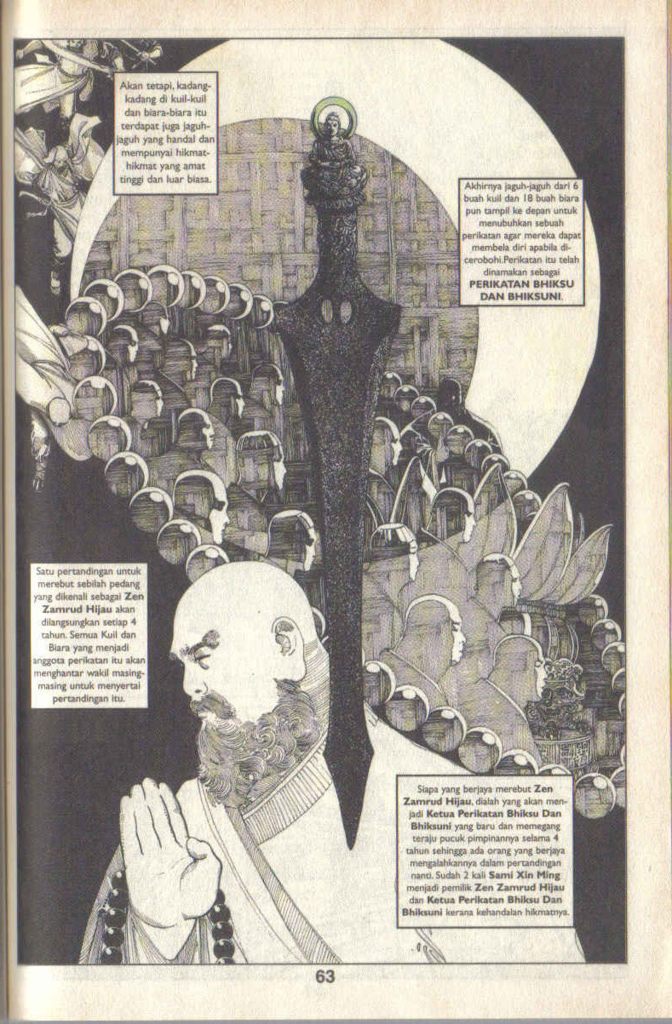 Akan tetapi, kadang-
kadang di kuil-kuil
dan biara-biara itu
terdapat juga jaguh-
jaguh yang handal dan
mempunyai hikmat-
hikmat yang amat
tinggi dan luar biasa.
Akhirnya jaguh-jaguh dari 6
buah kuil dan 18 buah biara
pun tampil ke depan untuk
menubuhkan sebuah
perikatan agar mereka dapat
membela diri apabila di-
cerobohi.Perikatan itu telah
dinamakan sebagai
PERIKATAN BHIKSU
DAN BHIKSUNI.
Satu pertandingan untuk
merebut sebilah pedang
yang dikenali sebagai Zen
Zamrud Hijau akan
dilangsungkan setiap 4
tahun. Semua Kuil dan
Biara yang menjadi
anggota perikatan itu akan
menghantar wakil masing-
masing untuk menyertai
pertandingan itu.
Siapa yang berjaya merebut Zen
Zamrud Hijau, dialah yang akan men-
jadi Ketua Perikatan Bhiksu Dan
Bhiksuni yang baru dan memegang
teraju pucuk pimpinannya selama 4
tahun sehingga ada orang yang berjaya
mengalahkannya dalam pertandingan
nanti. Sudah 2 kali Sami Xin Ming
menjadi pemilik Zen Zamrud Hijau
dan Ketua Perikatan Bhiksu Dan
Bhiksuni kerana kehandalan hikmatnya.
63